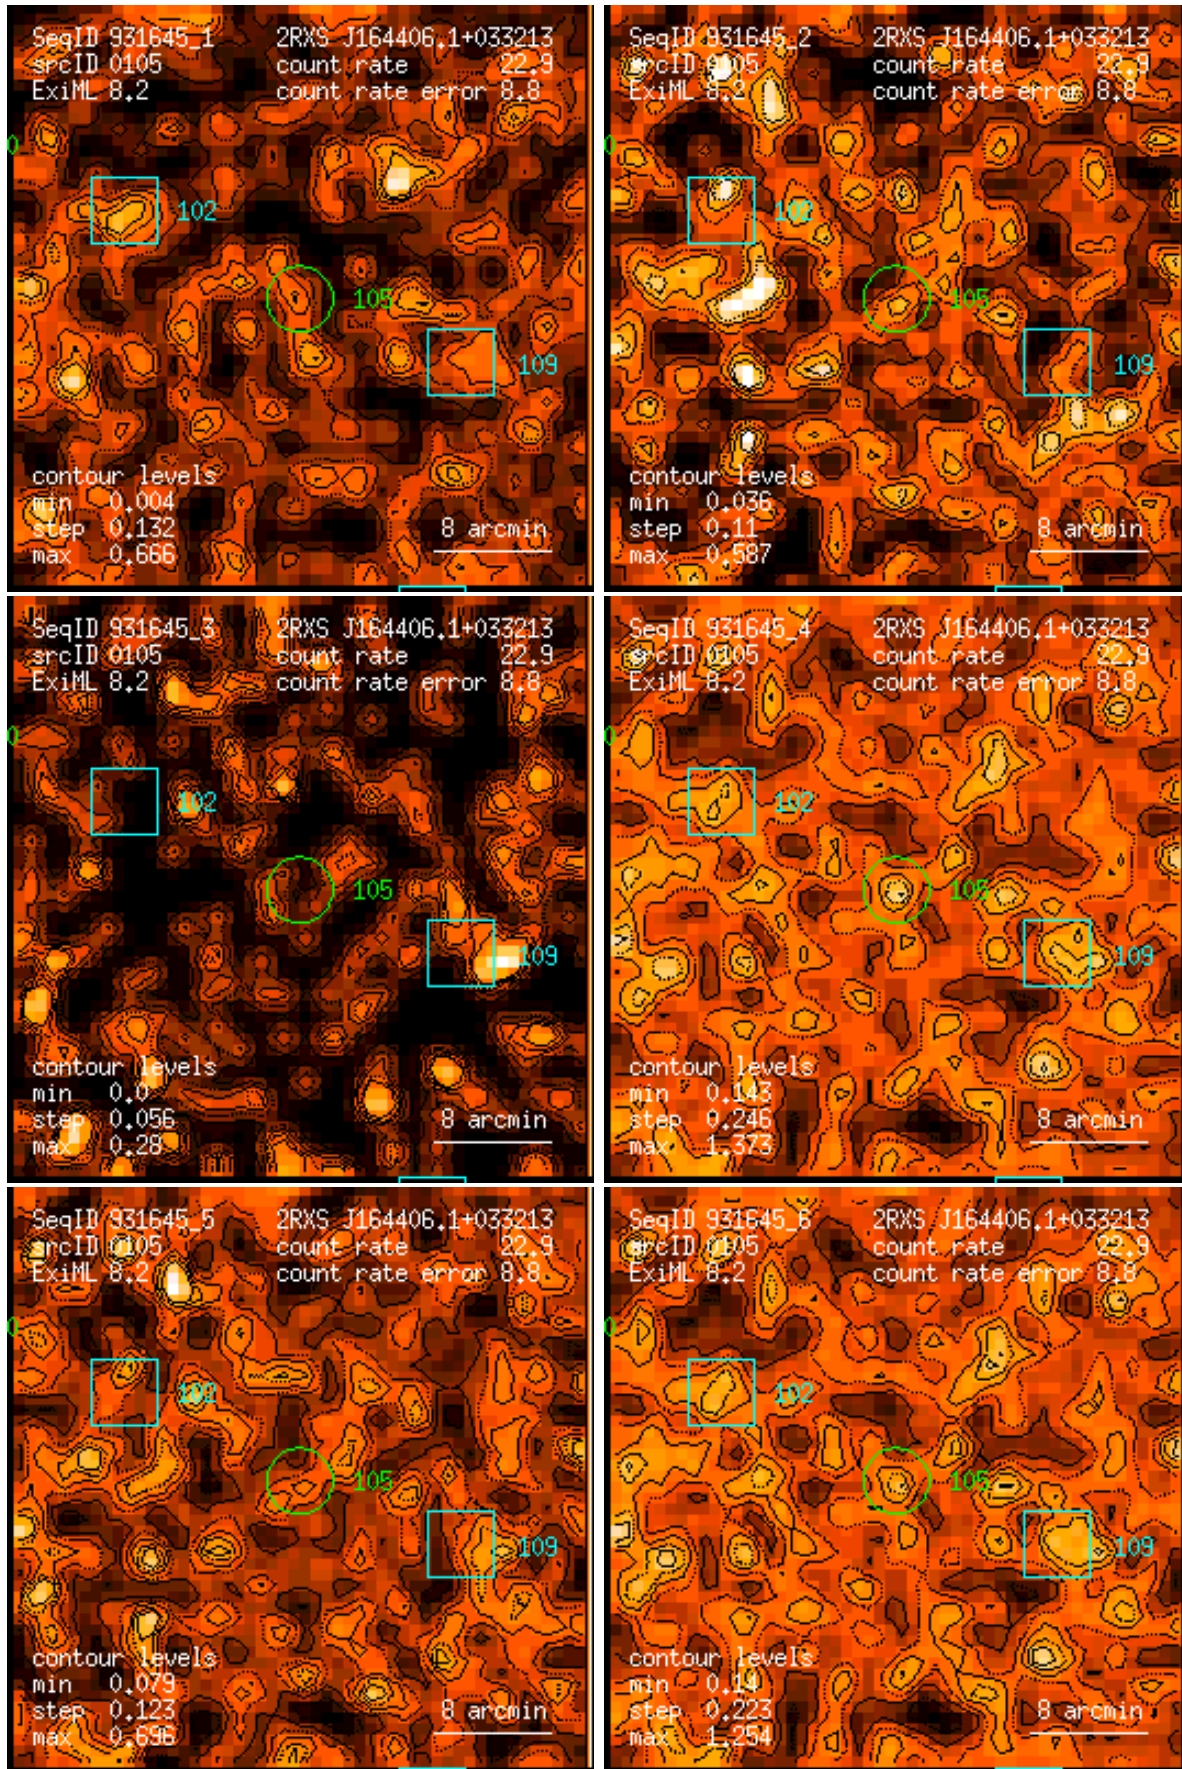 SeqID 931645_1 2RXS J164406.1+033213
srcID 0105 count rate 22.9
ExiML 8.2 count rate error 8.8
0
102
105
109
contour levels
min 0.004
step 0.132
max 0.666
8 arcmin
SeqID 931645_2 2RXS J164406.1+033213
srcID 0105 count rate 22.9
ExiML 8.2 count rate error 8.8
0
102
105
109
contour levels
min 0.036
step 0.11
max 0.587
8 arcmin
SeqID 931645_3 2RXS J164406.1+033213
srcID 0105 count rate 22.9
ExiML 8.2 count rate error 8.8
0
102
105
109
contour levels
min 0.0
step 0.056
max 0.28
8 arcmin
SeqID 931645_4 2RXS J164406.1+033213
srcID 0105 count rate 22.9
ExiML 8.2 count rate error 8.8
0
102
105
109
contour levels
min 0.143
step 0.246
max 1.373
8 arcmin
SeqID 931645_5 2RXS J164406.1+033213
srcID 0105 count rate 22.9
ExiML 8.2 count rate error 8.8
0
102
105
109
contour levels
min 0.079
step 0.123
max 0.696
8 arcmin
SeqID 931645_6 2RXS J164406.1+033213
srcID 0105 count rate 22.9
ExiML 8.2 count rate error 8.8
0
102
105
109
contour levels
min 0.14
step 0.223
max 1.254
8 arcmin